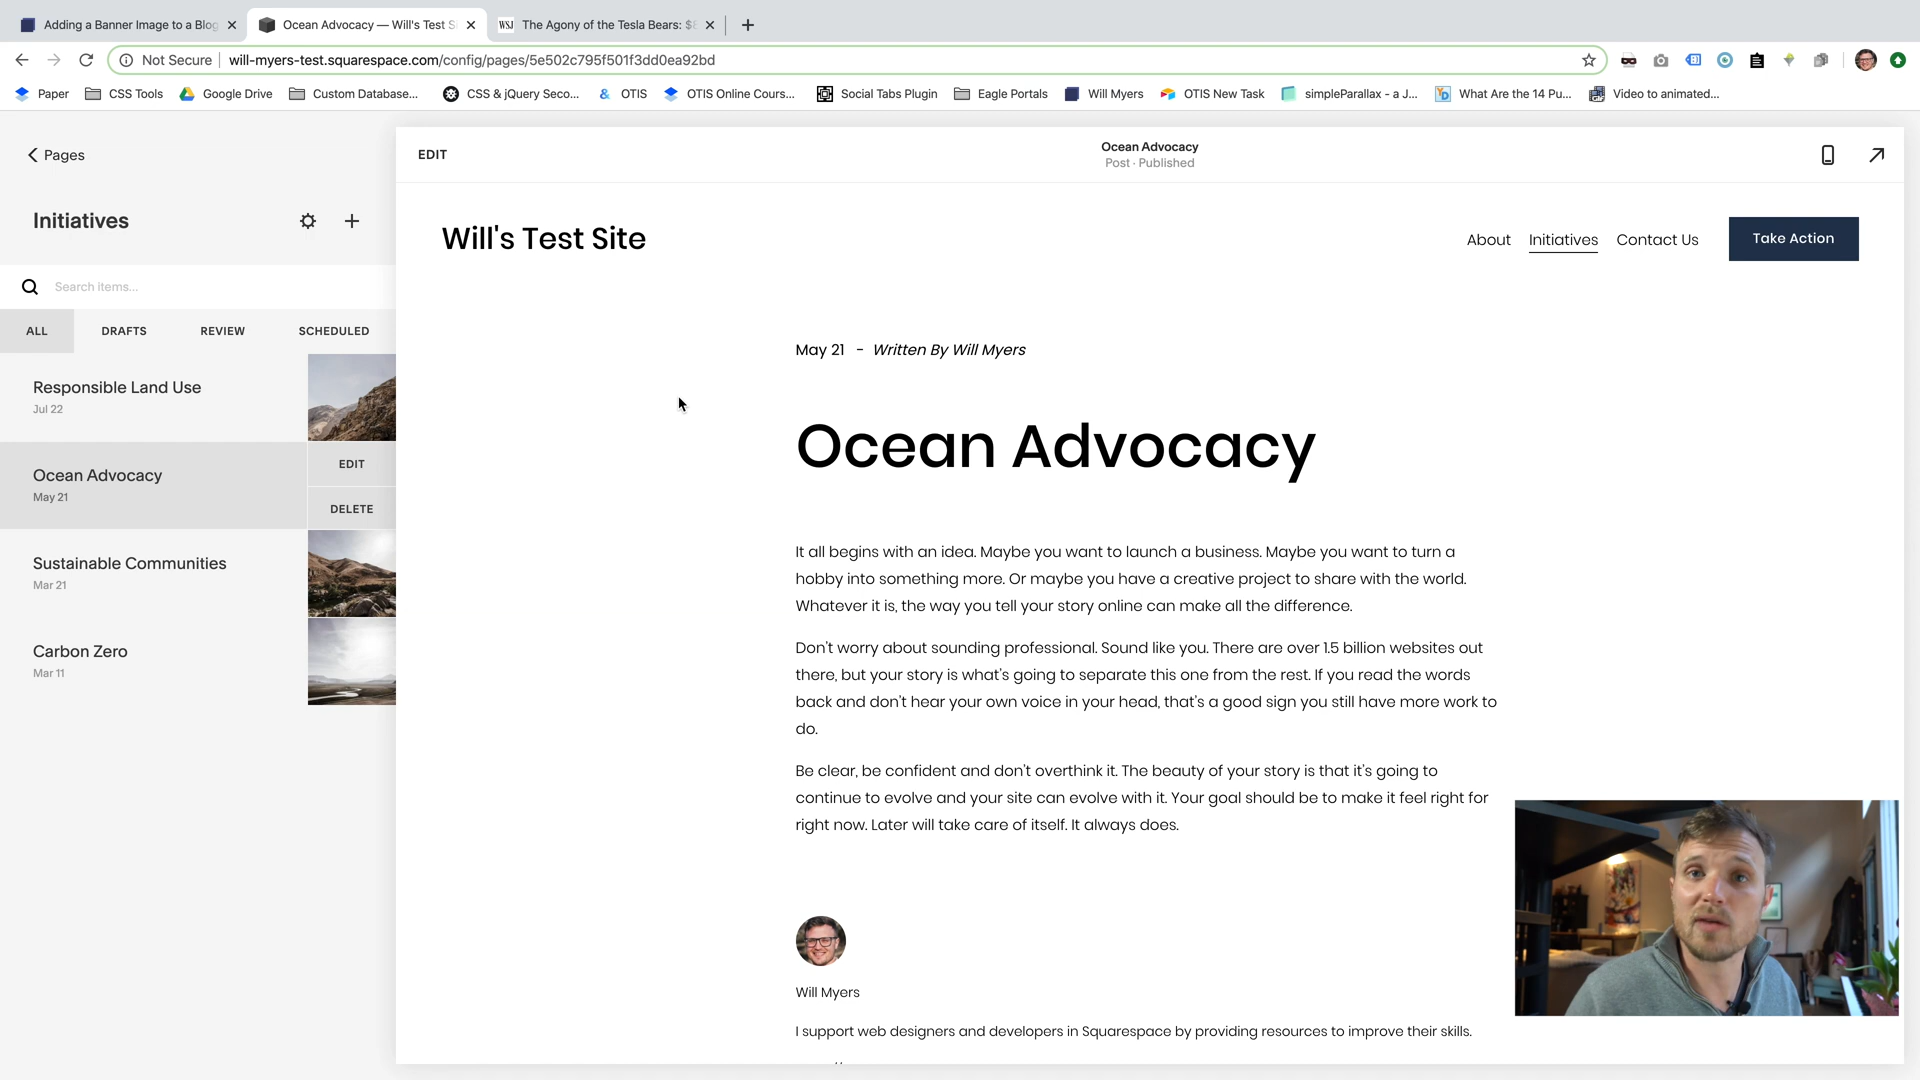 Adding a Banner Image to a Blog
Ocean Advocacy — Will's Test S
WSJ
The Agony of the Tesla Bears: $
Not Secure
will-myers-test.squarespace.com/config/pages/5e502c795f501f3dd0ea92bd
Paper
CSS Tools
Google Drive
Custom Database...
CSS & jQuery Seco...
& OTIS
OTIS Online Cours...
Social Tabs Plugin
Eagle Portals
Will Myers
OTIS New Task
simpleParallax - a J...
What Are the 14 Pu...
Video to animated...
Pages
Initiatives
Search items...
ALL
DRAFTS
REVIEW
SCHEDULED
Responsible Land Use
Jul 22
Ocean Advocacy
May 21
EDIT
DELETE
Sustainable Communities
Mar 21
Carbon Zero
Mar 11
EDIT
Ocean Advocacy
Post · Published
Will's Test Site
About
Initiatives
Contact Us
Take Action
May 21 - Written By Will Myers
Ocean Advocacy
It all begins with an idea. Maybe you want to launch a business. Maybe you want to turn a
hobby into something more. Or maybe you have a creative project to share with the world.
Whatever it is, the way you tell your story online can make all the difference.
Don't worry about sounding professional. Sound like you. There are over 1.5 billion websites out
there, but your story is what's going to separate this one from the rest. If you read the words
back and don't hear your own voice in your head, that's a good sign you still have more work to
do.
Be clear, be confident and don't overthink it. The beauty of your story is that it's going to
continue to evolve and your site can evolve with it. Your goal should be to make it feel right for
right now. Later will take care of itself. It always does.
Will Myers
I support web designers and developers in Squarespace by providing resources to improve their skills.